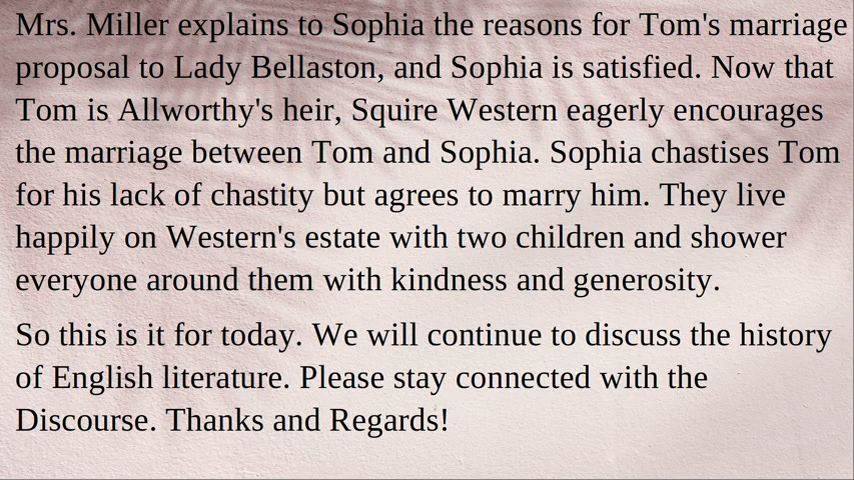 Mrs. Miller explains to Sophia the reasons for Tom's marriage
proposal to Lady Bellaston, and Sophia is satisfied. Now that
Tom is Allworthy's heir, Squire Western eagerly encourages
the marriage between Tom and Sophia. Sophia chastises Tom
for his lack of chastity but agrees to marry him. They live
happily on Western's estate with two children and shower
everyone around them with kindness and generosity.
So this is it for today. We will continue to discuss the history
of English literature. Please stay connected with the
Discourse. Thanks and Regards!